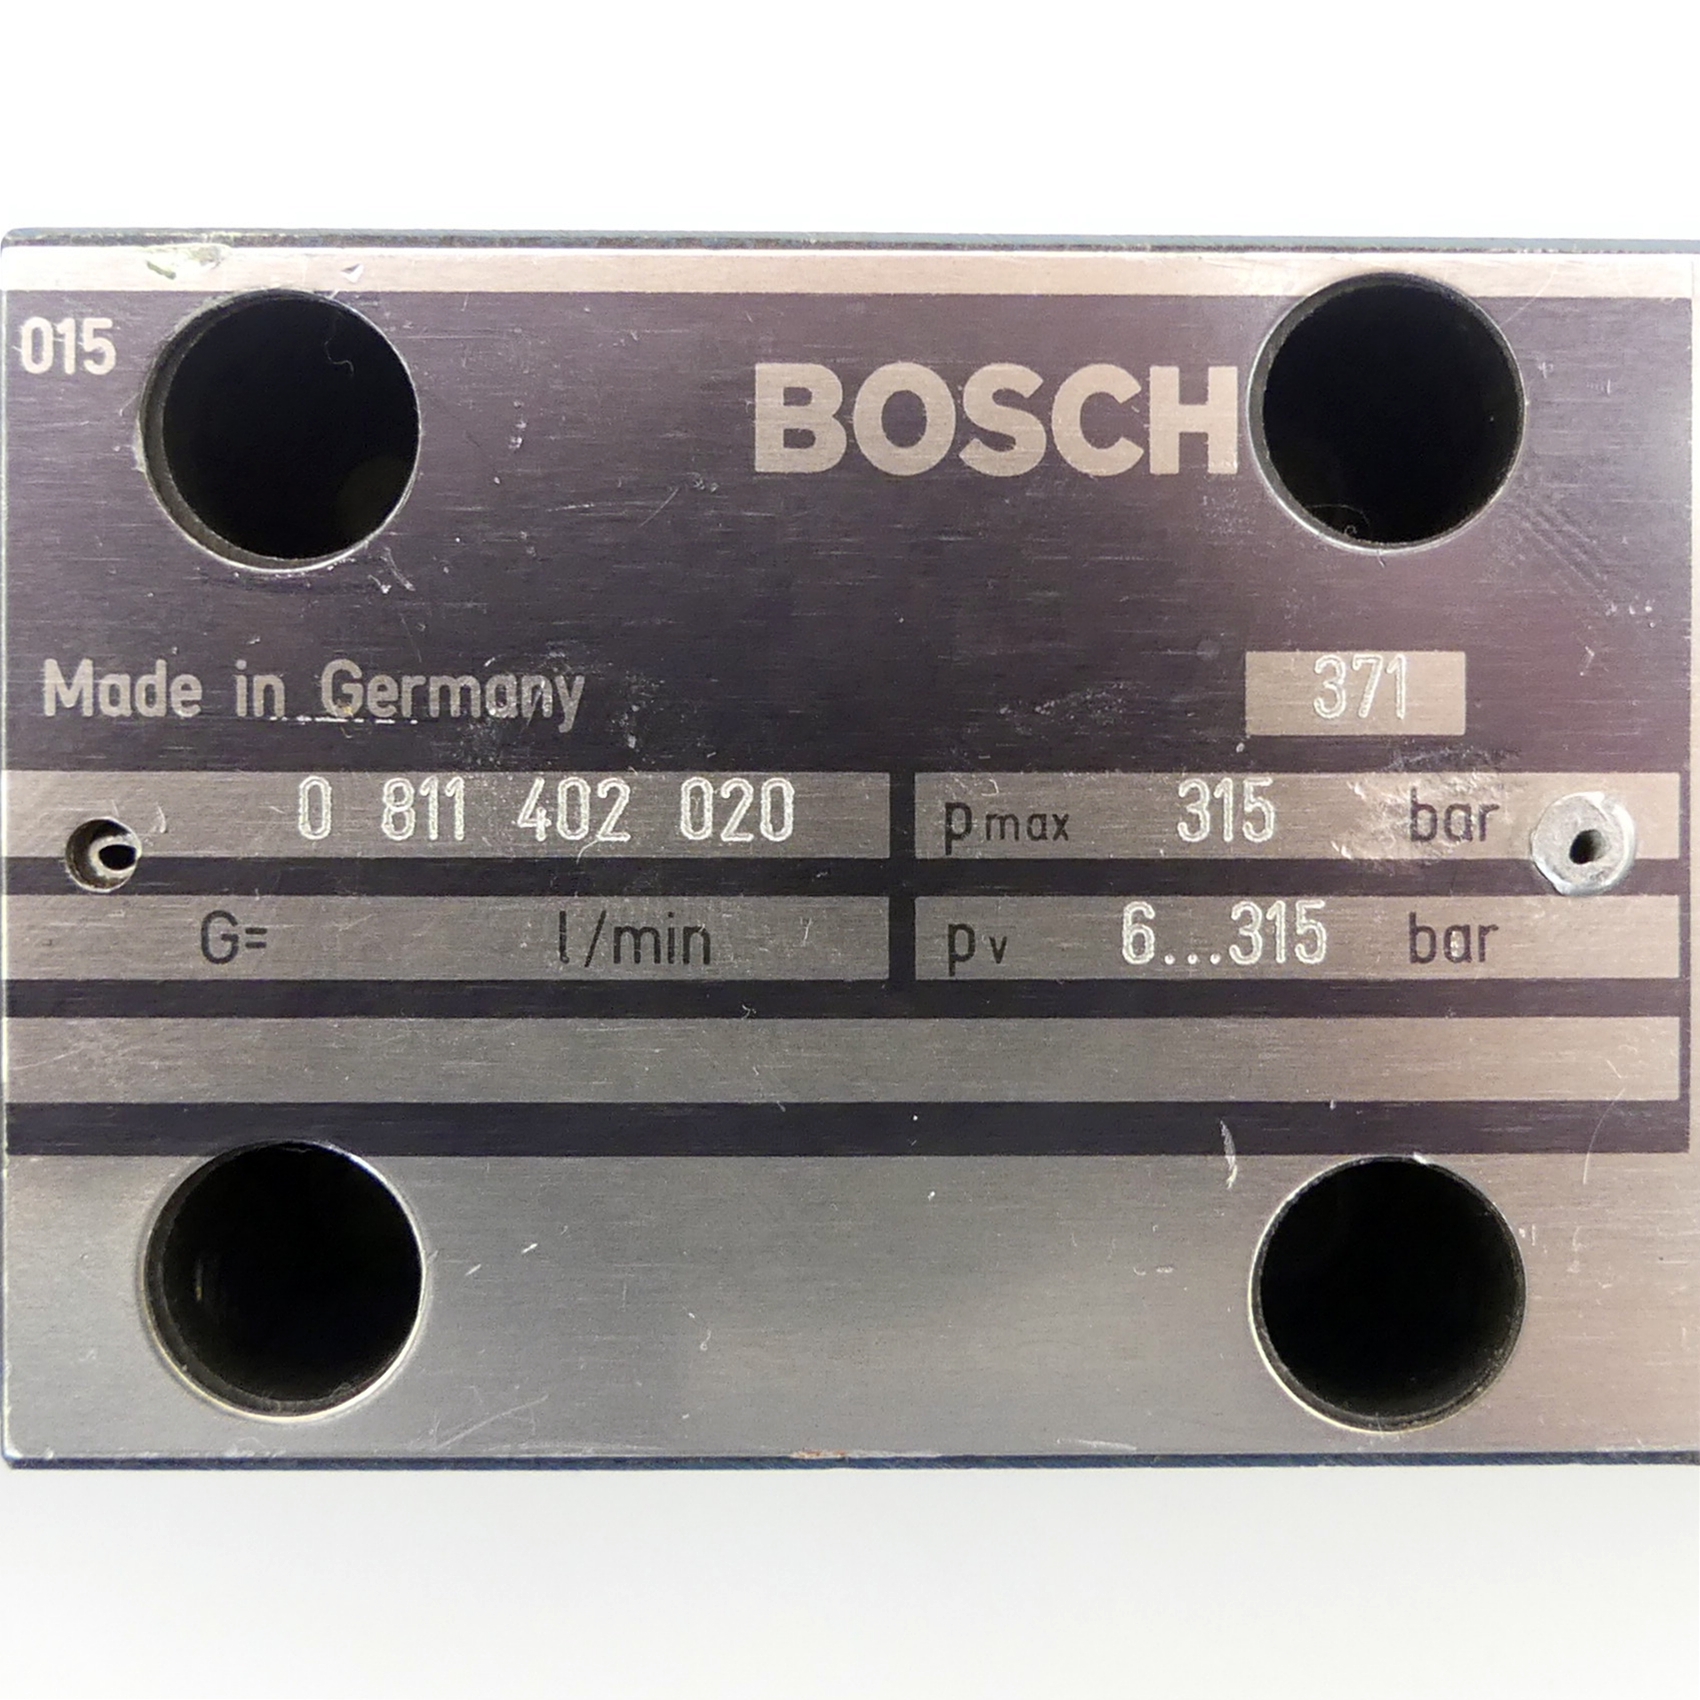 015
BOSCH
Made in Germany
371
0 811 402 020
pmax 315 bar
G= l/min
pv 6...315 bar